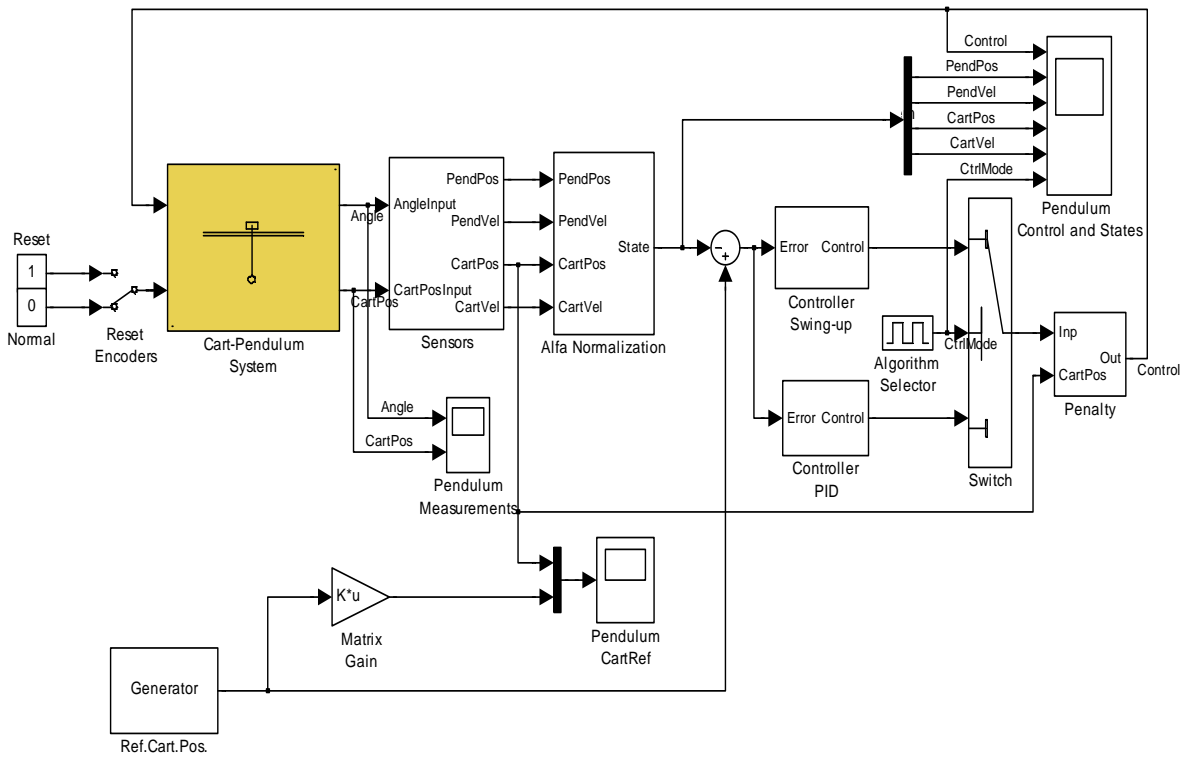 Control
PendPos
PendVel
CartPos
CartVel
CtrlMode
Pendulum
Control and States
Reset
1
0
Normal
Reset
Encoders
Cart-Pendulum
System
Angle
CartPos
AngleInput
CartPosInput
PendPos
PendVel
CartPos
CartVel
Sensors
PendPos
PendVel
CartPos
CartVel
State
Alfa Normalization
Error Control
Controller
Swing-up
Algorithm
Selector
CtrlMode
Error Control
Controller
PID
Switch
Inp
CartPos
Out
Penalty
Control
Angle
CartPos
Pendulum
Measurements
K*u
Matrix
Gain
Pendulum
CartRef
Generator
Ref.Cart.Pos.